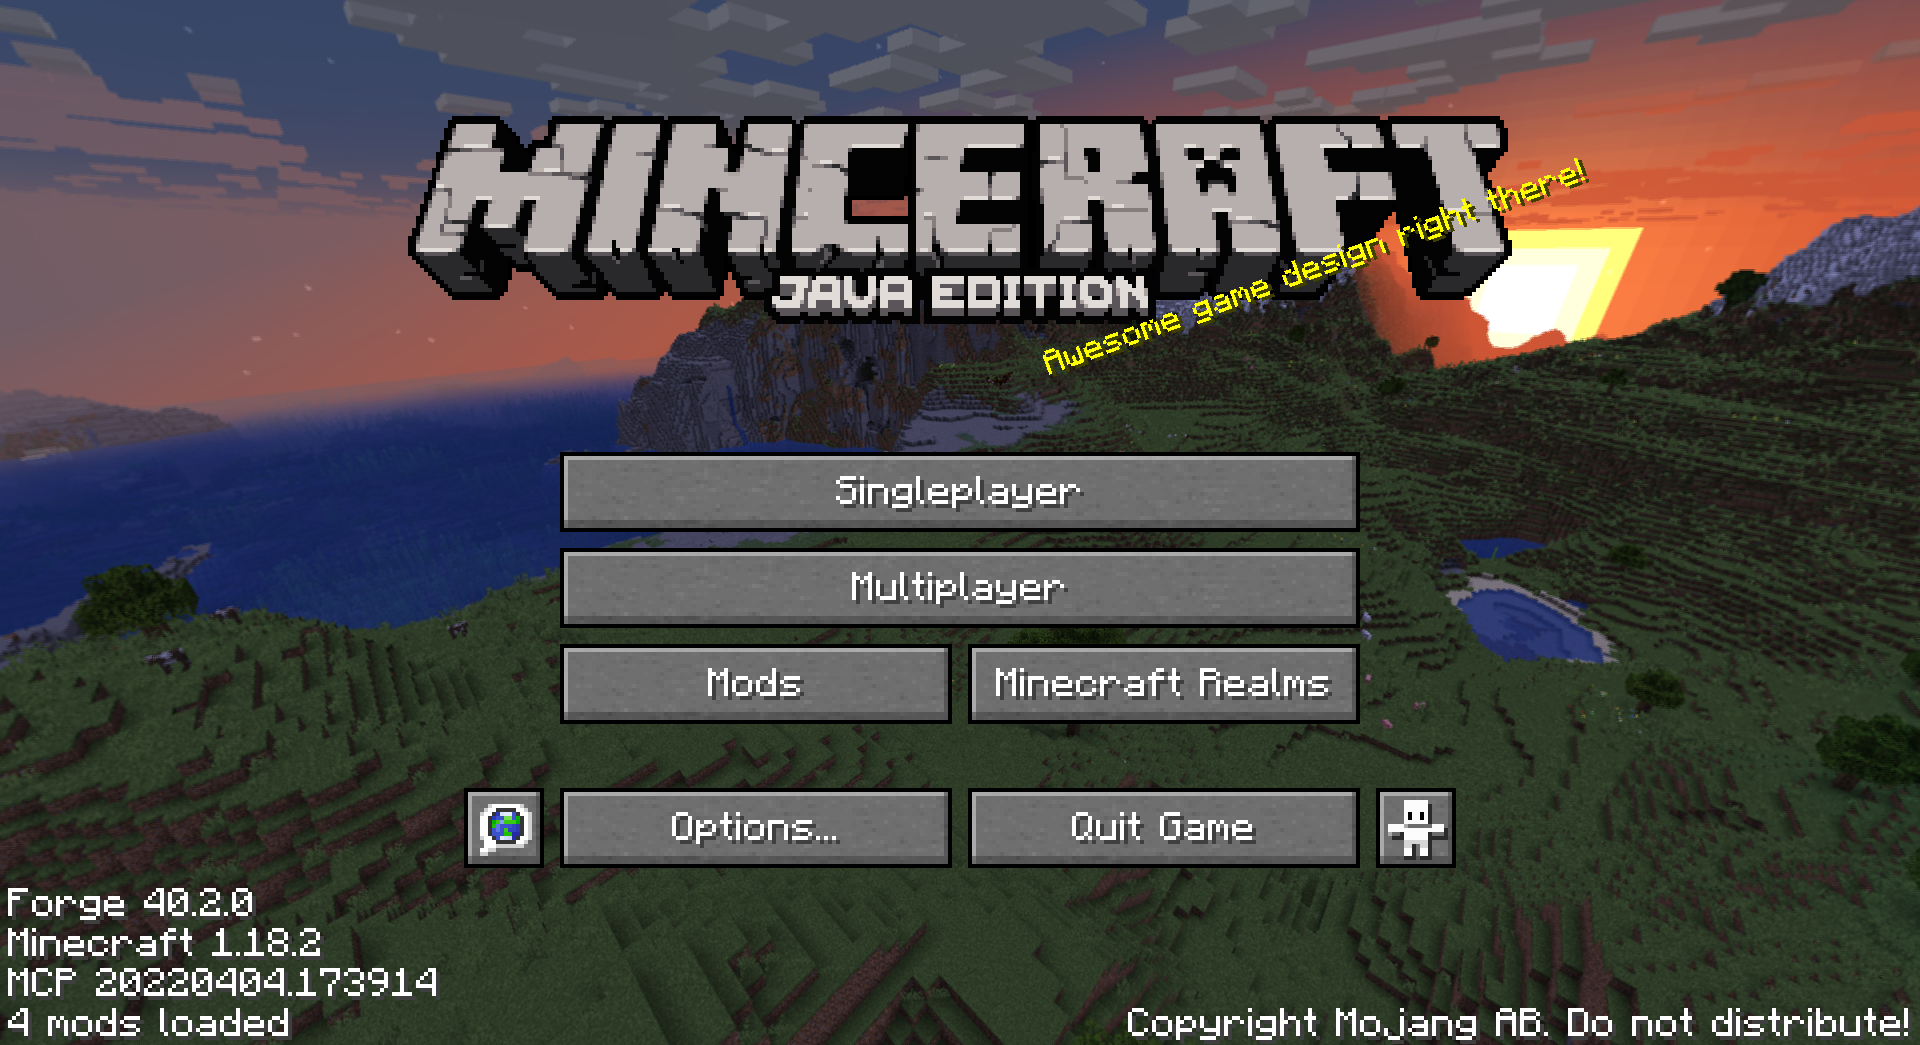 MINCERAFT
JAVA EDITION
Awesome game design right there!
Singleplayer
Multiplayer
Mods
Minecraft Realms
Options...
Quit Game
Forge 40.2.0
Minecraft 1.18.2
MCP 20220404.173914
4 mods loaded
Copyright Mojang AB. Do not distribute!